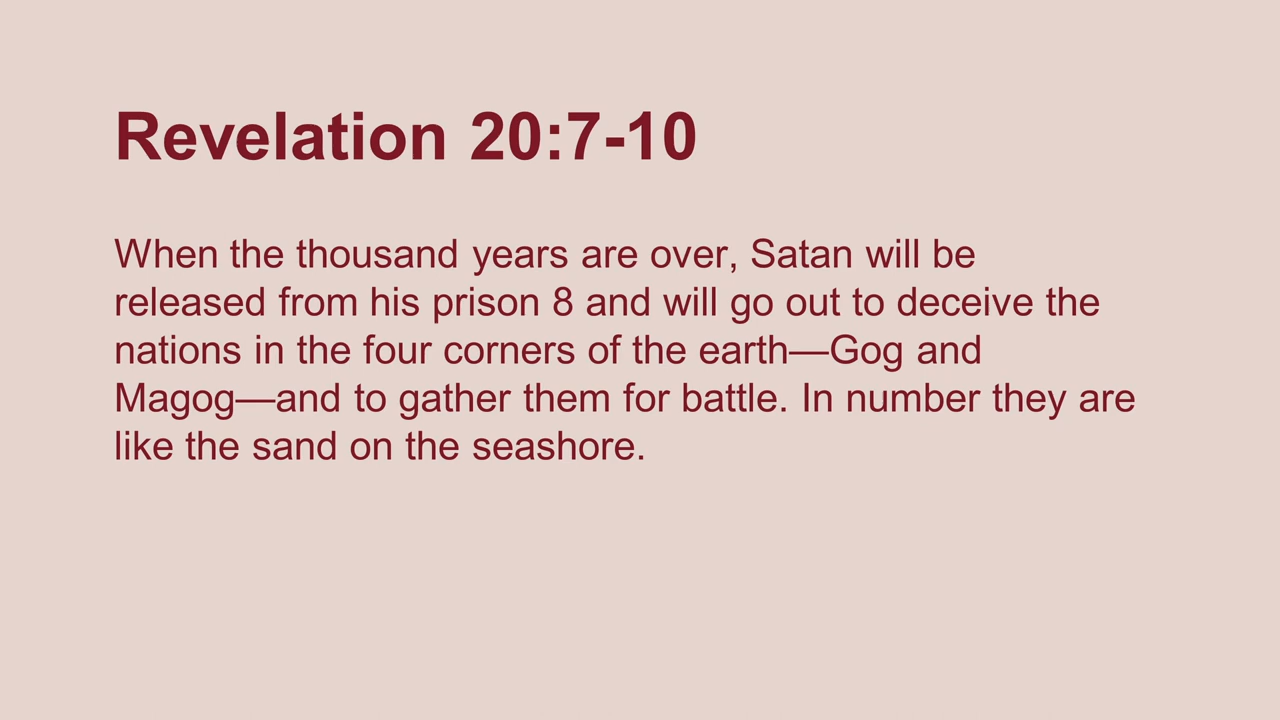 Revelation 20:7-10
When the thousand years are over, Satan will be
released from his prison 8 and will go out to deceive the
nations in the four corners of the earth—Gog and
Magog—and to gather them for battle. In number they are
like the sand on the seashore.